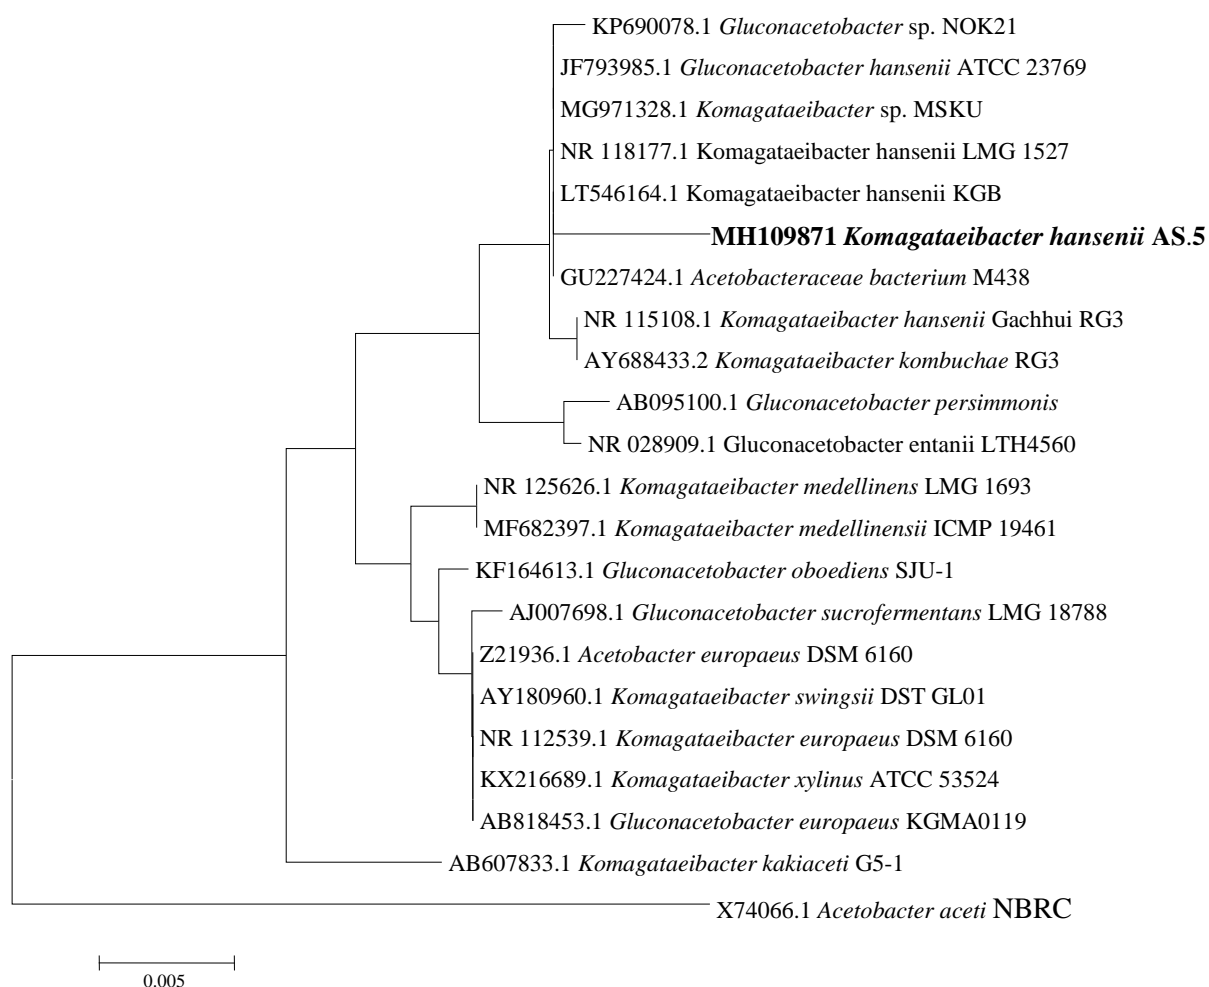 KP690078.1 Gluconacetobacter sp. NOK21
JF793985.1 Gluconacetobacter hansenii ATCC 23769
MG971328.1 Komagataeibacter sp. MSKU
NR 118177.1 Komagataeibacter hansenii LMG 1527
LT546164.1 Komagataeibacter hansenii KGB
MH109871 Komagataeibacter hansenii AS.5
GU227424.1 Acetobacteraceae bacterium M438
NR 115108.1 Komagataeibacter hansenii Gachhui RG3
AY688433.2 Komagataeibacter kombuchae RG3
AB095100.1 Gluconacetobacter persimmonis
NR 028909.1 Gluconacetobacter entanii LTH4560
NR 125626.1 Komagataeibacter medellinens LMG 1693
MF682397.1 Komagataeibacter medellinensii ICMP 19461
KF164613.1 Gluconacetobacter oboediens SJU-1
AJ007698.1 Gluconacetobacter sucrofermentans LMG 18788
Z21936.1 Acetobacter europaeus DSM 6160
AY180960.1 Komagataeibacter swingsii DST GL01
NR 112539.1 Komagataeibacter europaeus DSM 6160
KX216689.1 Komagataeibacter xylinus ATCC 53524
AB818453.1 Gluconacetobacter europaeus KGMA0119
AB607833.1 Komagataeibacter kakiaceti G5-1
X74066.1 Acetobacter aceti NBRC
0.005